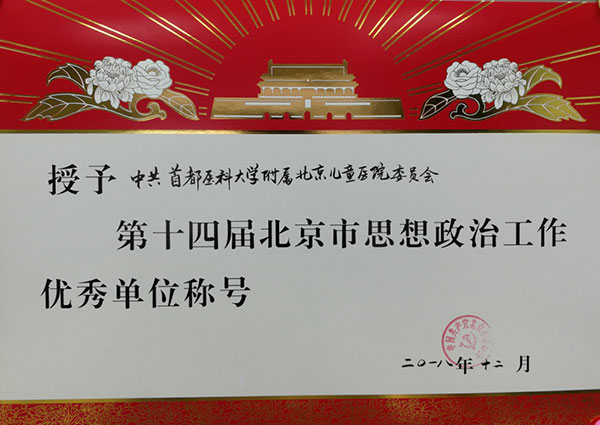 授予 中共首都医科大学附属北京儿童医院委员会
第十四届北京市思想政治工作
优秀单位称号
二〇一八年十二月